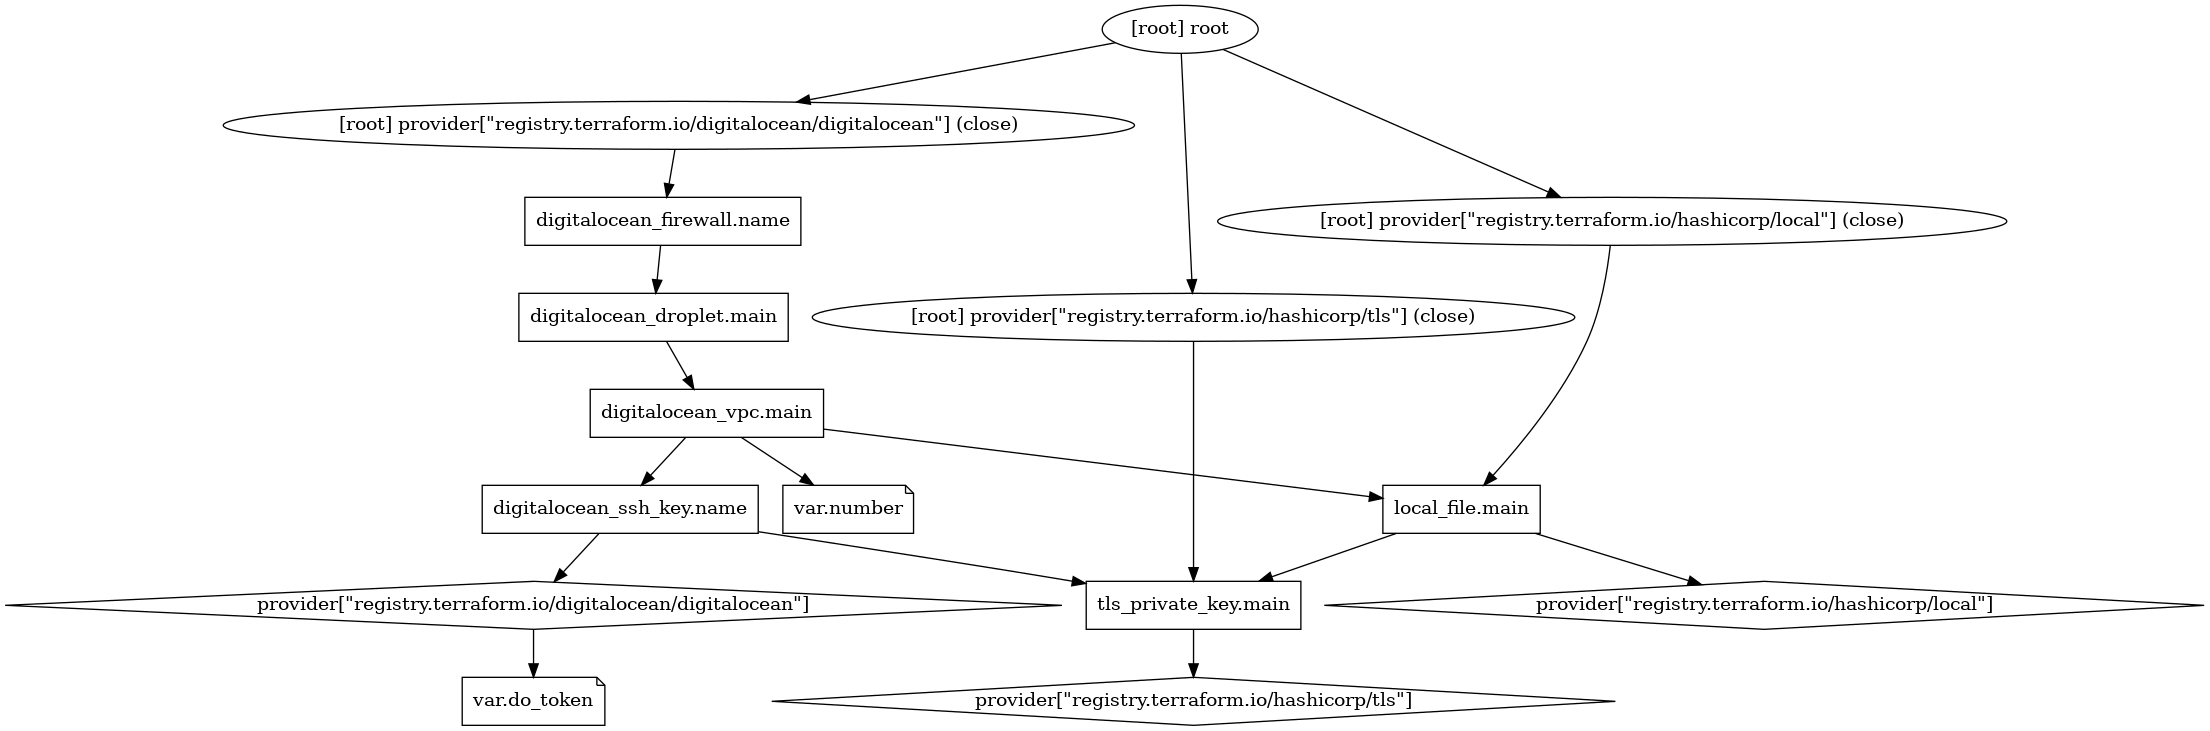 [root] root
[root] provider["registry.terraform.io/digitalocean/digitalocean"] (close)
digitalocean_firewall.name
[root] provider["registry.terraform.io/hashicorp/local"] (close)
digitalocean_droplet.main
[root] provider["registry.terraform.io/hashicorp/tls"] (close)
digitalocean_vpc.main
digitalocean_ssh_key.name
var.number
local_file.main
provider["registry.terraform.io/digitalocean/digitalocean"]
tls_private_key.main
provider["registry.terraform.io/hashicorp/local"]
var.do_token
provider["registry.terraform.io/hashicorp/tls"]